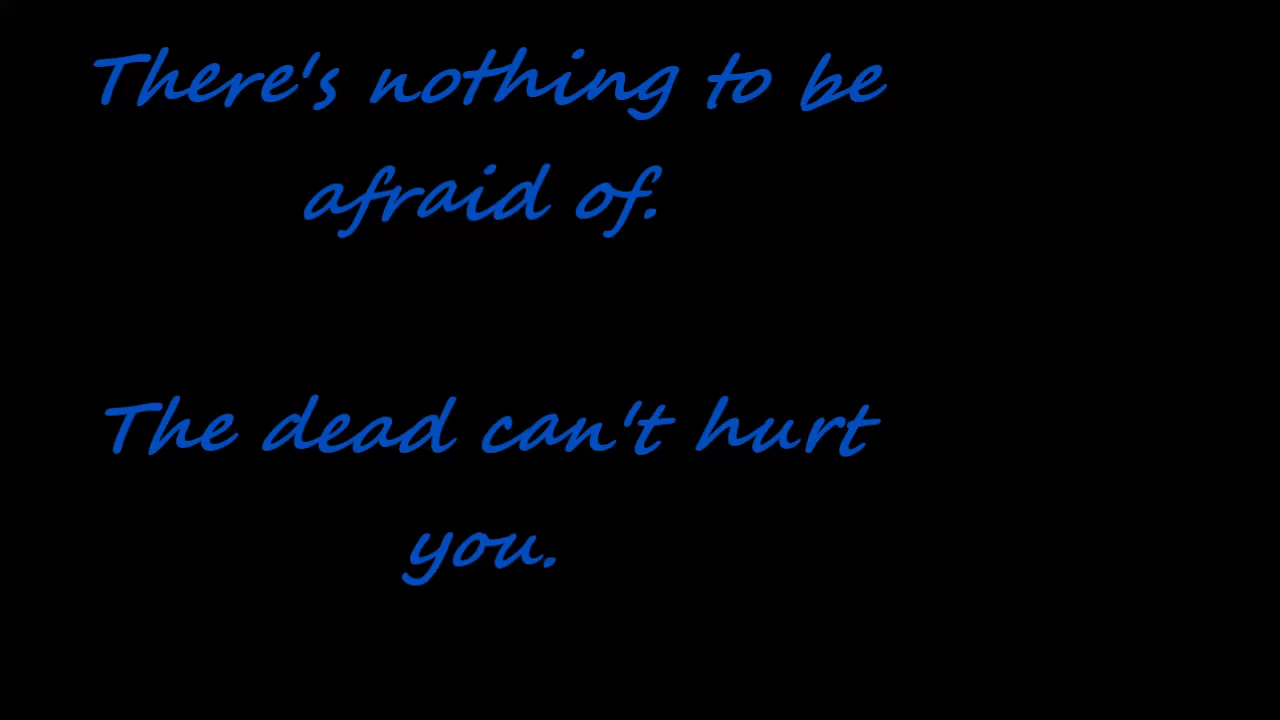 There's nothing to be
afraid of.
The dead can't hurt
you.